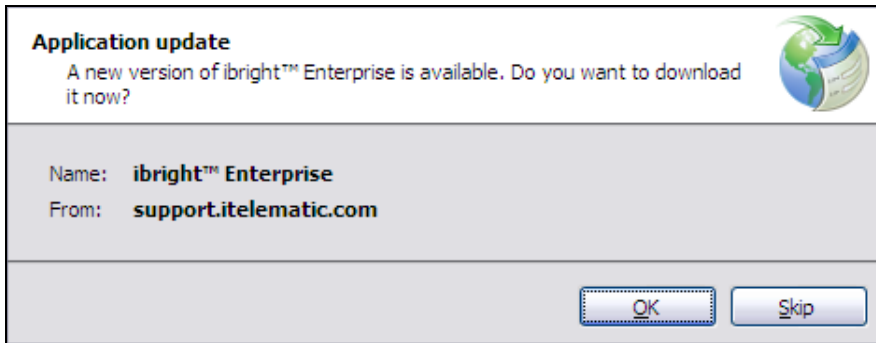 Application update
A new version of ibright™ Enterprise is available. Do you want to download
it now?
Name: ibright™ Enterprise
From: support.itelematic.com
OK Skip